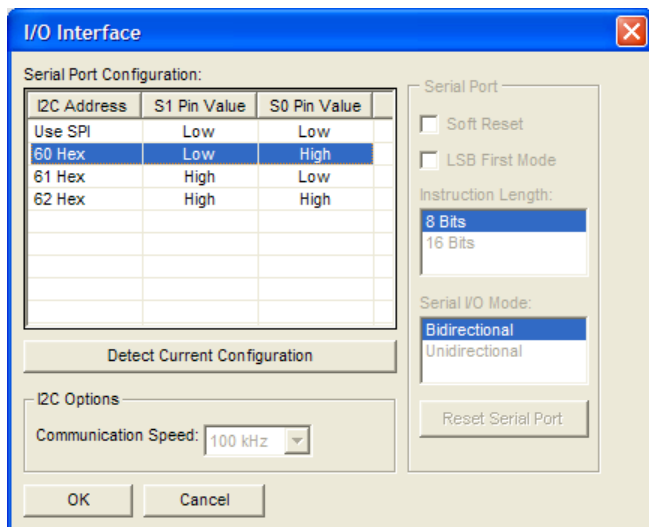 I/O Interface
Serial Port Configuration:
I2C Address S1 Pin Value S0 Pin Value
Use SPI Low Low
60 Hex Low High
61 Hex High Low
62 Hex High High
Detect Current Configuration
I2C Options
Communication Speed: 100 kHz
OK Cancel
Serial Port
Soft Reset
LSB First Mode
Instruction Length:
8 Bits
16 Bits
Serial I/O Mode:
Bidirectional
Unidirectional
Reset Serial Port